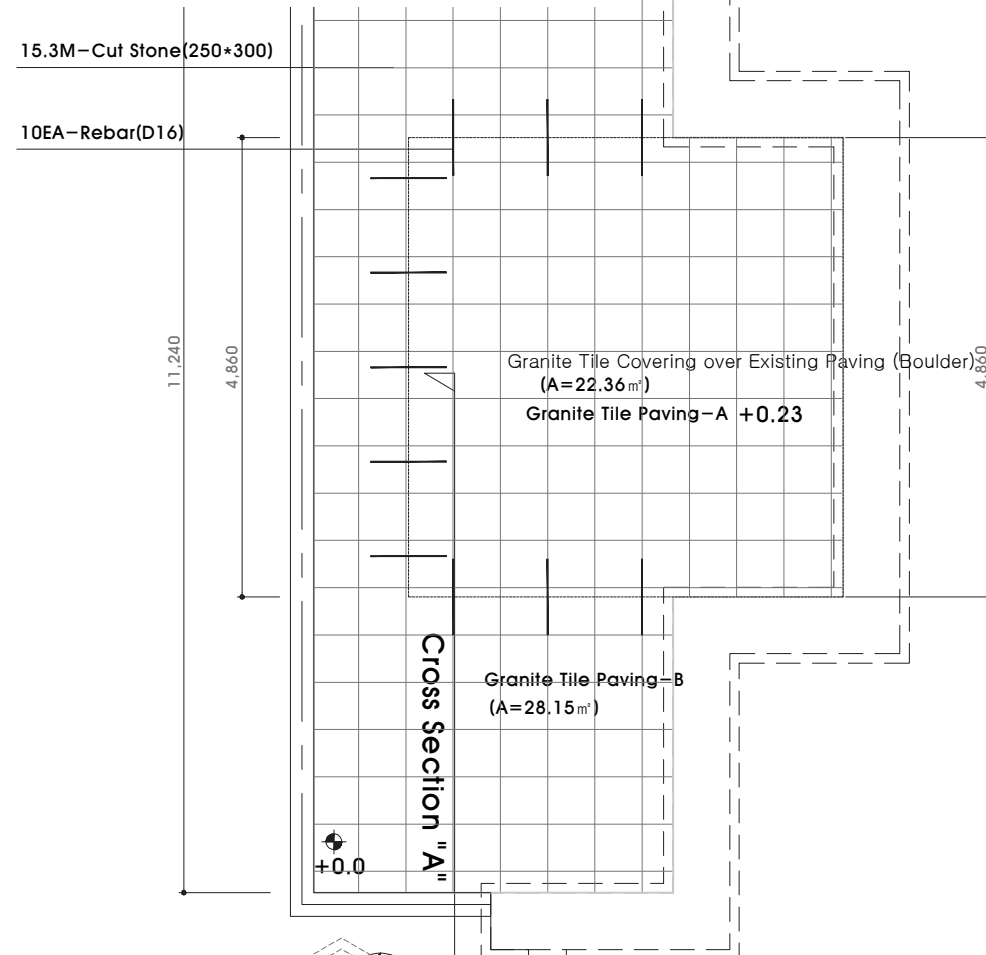 15.3M-Cut Stone(250*300)
10EA-Rebar(D16)
11,240
4,860
Granite Tile Covering over Existing Paving (Boulder)
4,860
(A=22.36㎡)
Granite Tile Paving-A +0.23
Cross Section "A"
Granite Tile Paving-B
(A=28.15㎡)
+0.0